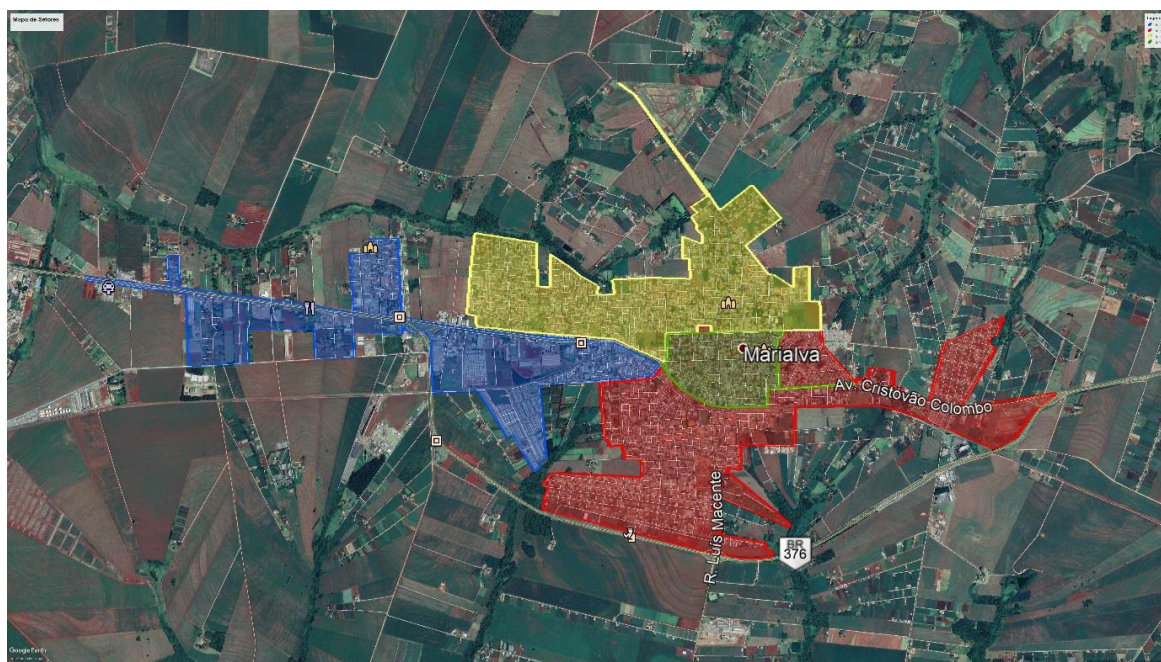 Mapa de Setores
Marialva
Av. Cristóvão Colombo
R. Luís Macente
BR
376
Google Earth